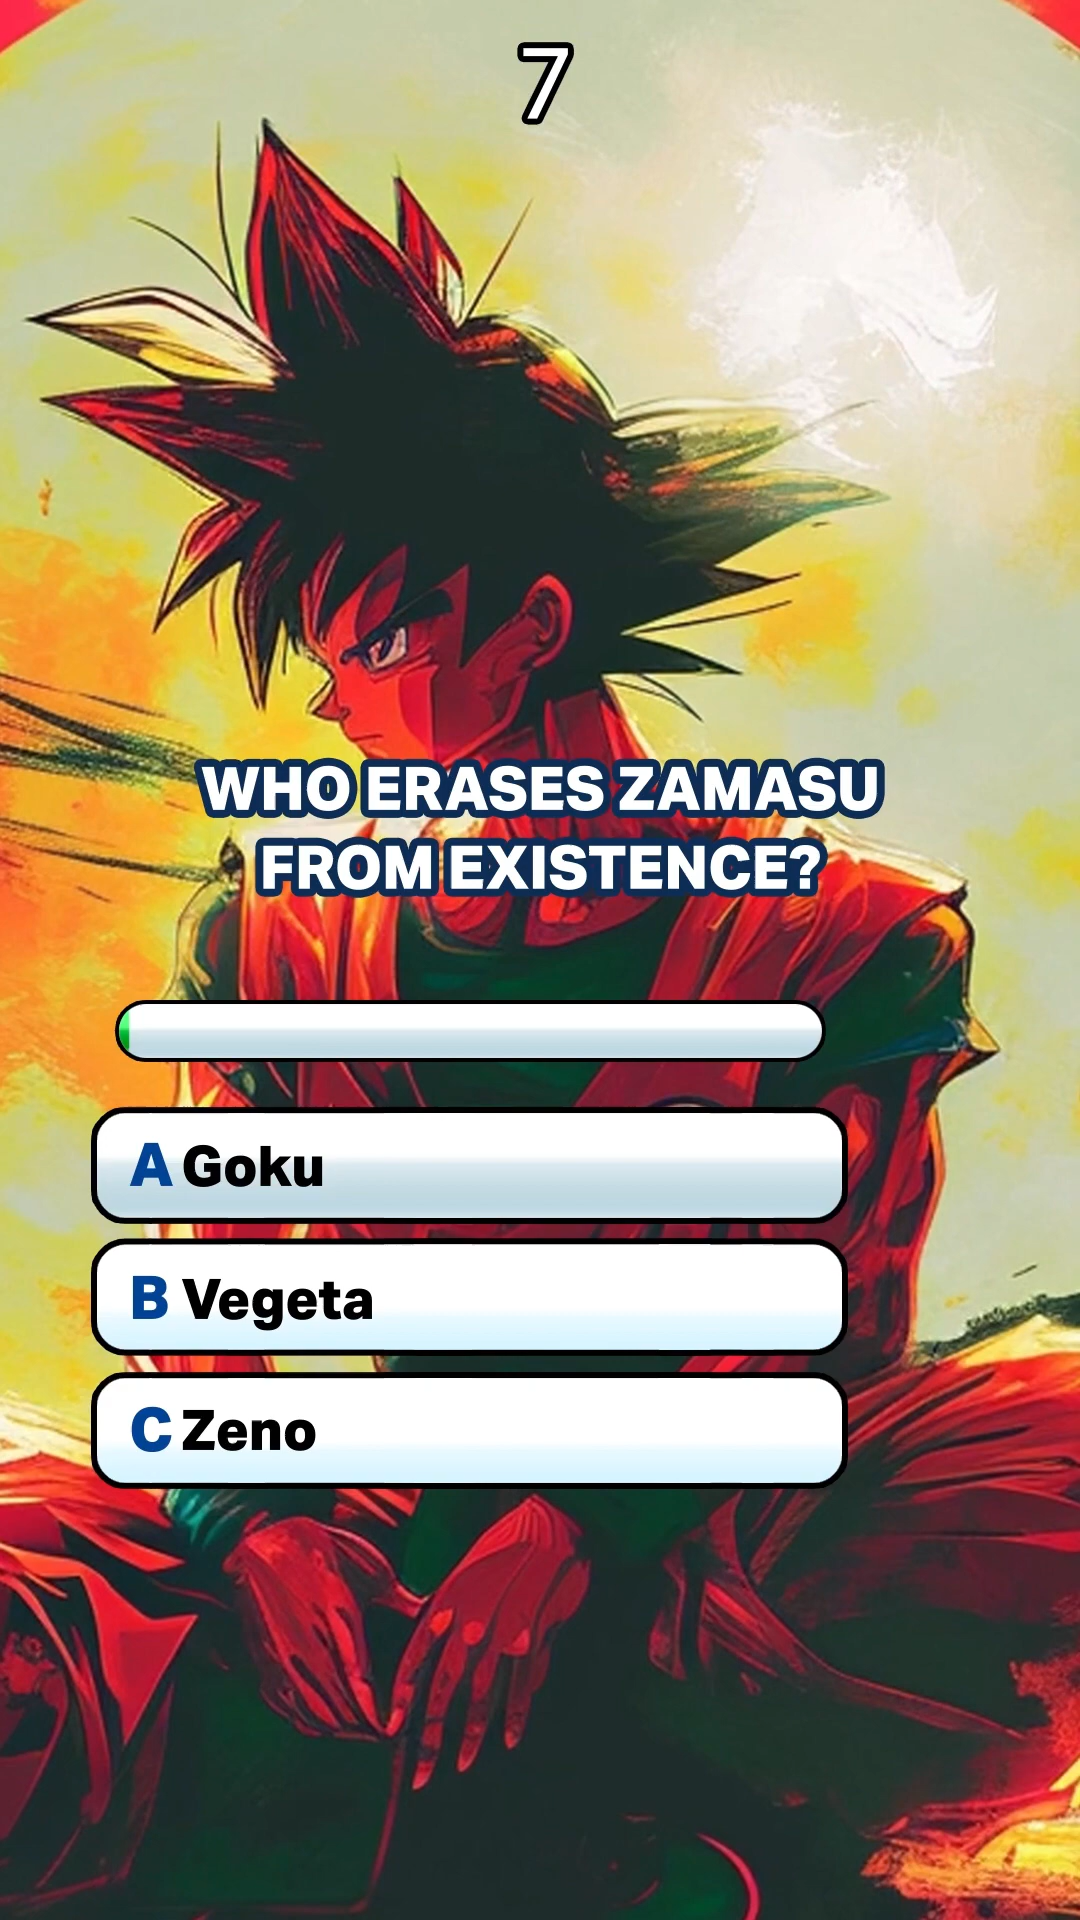 7
WHO ERASES ZAMASU
FROM EXISTENCE?
A Goku
B Vegeta
C Zeno